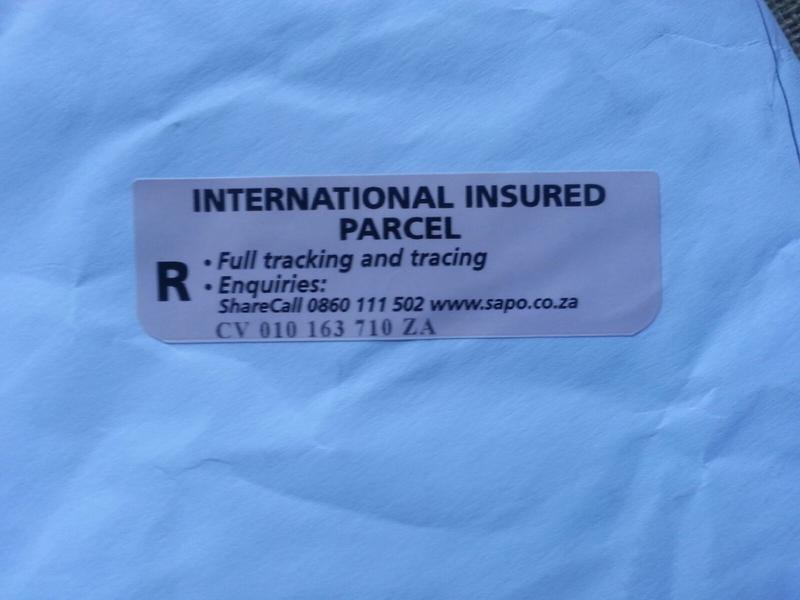 INTERNATIONAL INSURED
PARCEL
R
• Full tracking and tracing
• Enquiries:
ShareCall 0860 111 502 www.sapo.co.za
CV 010 163 710 ZA